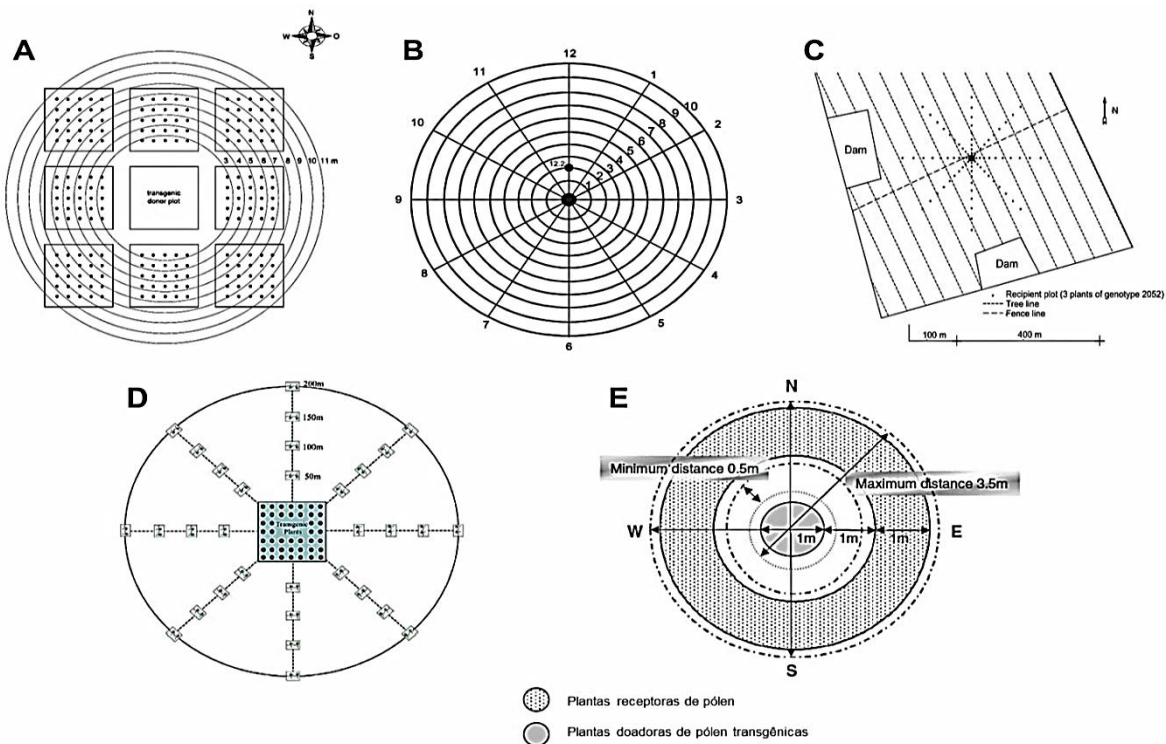 A
N
W
O
S
transgenic
donor plot
3 4 5 6 7 8 9 10 11 m
B
12
11
1
10
2
9
3
8
4
7
5
6
12.2
1 2 3 4 5 6 7 8 9 10
C
N
Dam
Dam
Recipient plot (3 plants of genotype 2052)
Tree line
Fence line
100 m
400 m
D
200m
150m
100m
50m
Transgenic
Plants
E
N
Minimum distance 0.5m
Maximum distance 3.5m
W
1m
1m
1m
E
S
Plantas receptoras de pólen
Plantas doadoras de pólen transgênicas